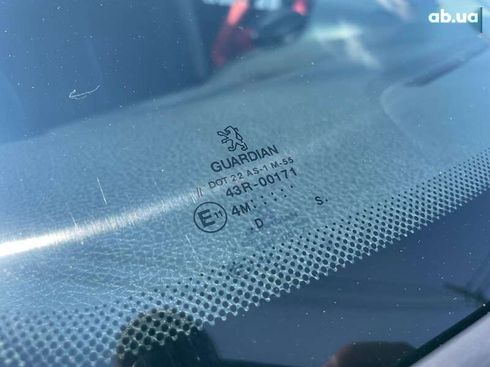 ab.ua
GUARDIAN
DOT 22 AS-1 M-55
43R-00171
E11 4M
D S.